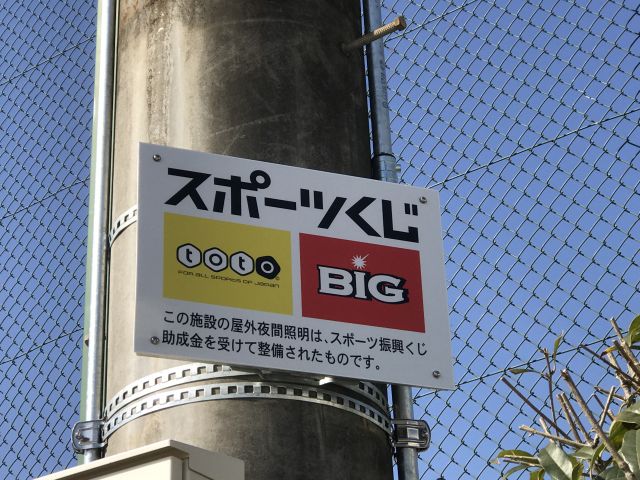 スポーツくじ
toto
FOR ALL SPORTS OF JAPAN
BIG
この施設の屋外夜間照明は、スポーツ振興くじ
助成金を受けて整備されたものです。